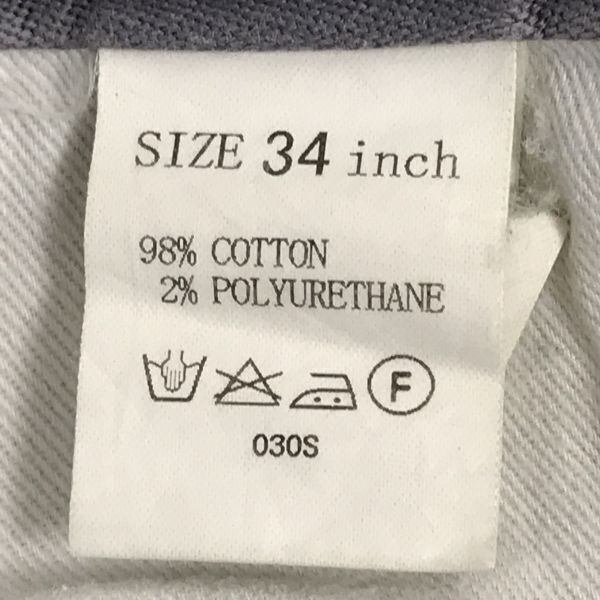 SIZE 34 inch
98% COTTON
2% POLYURETHANE
F
030S